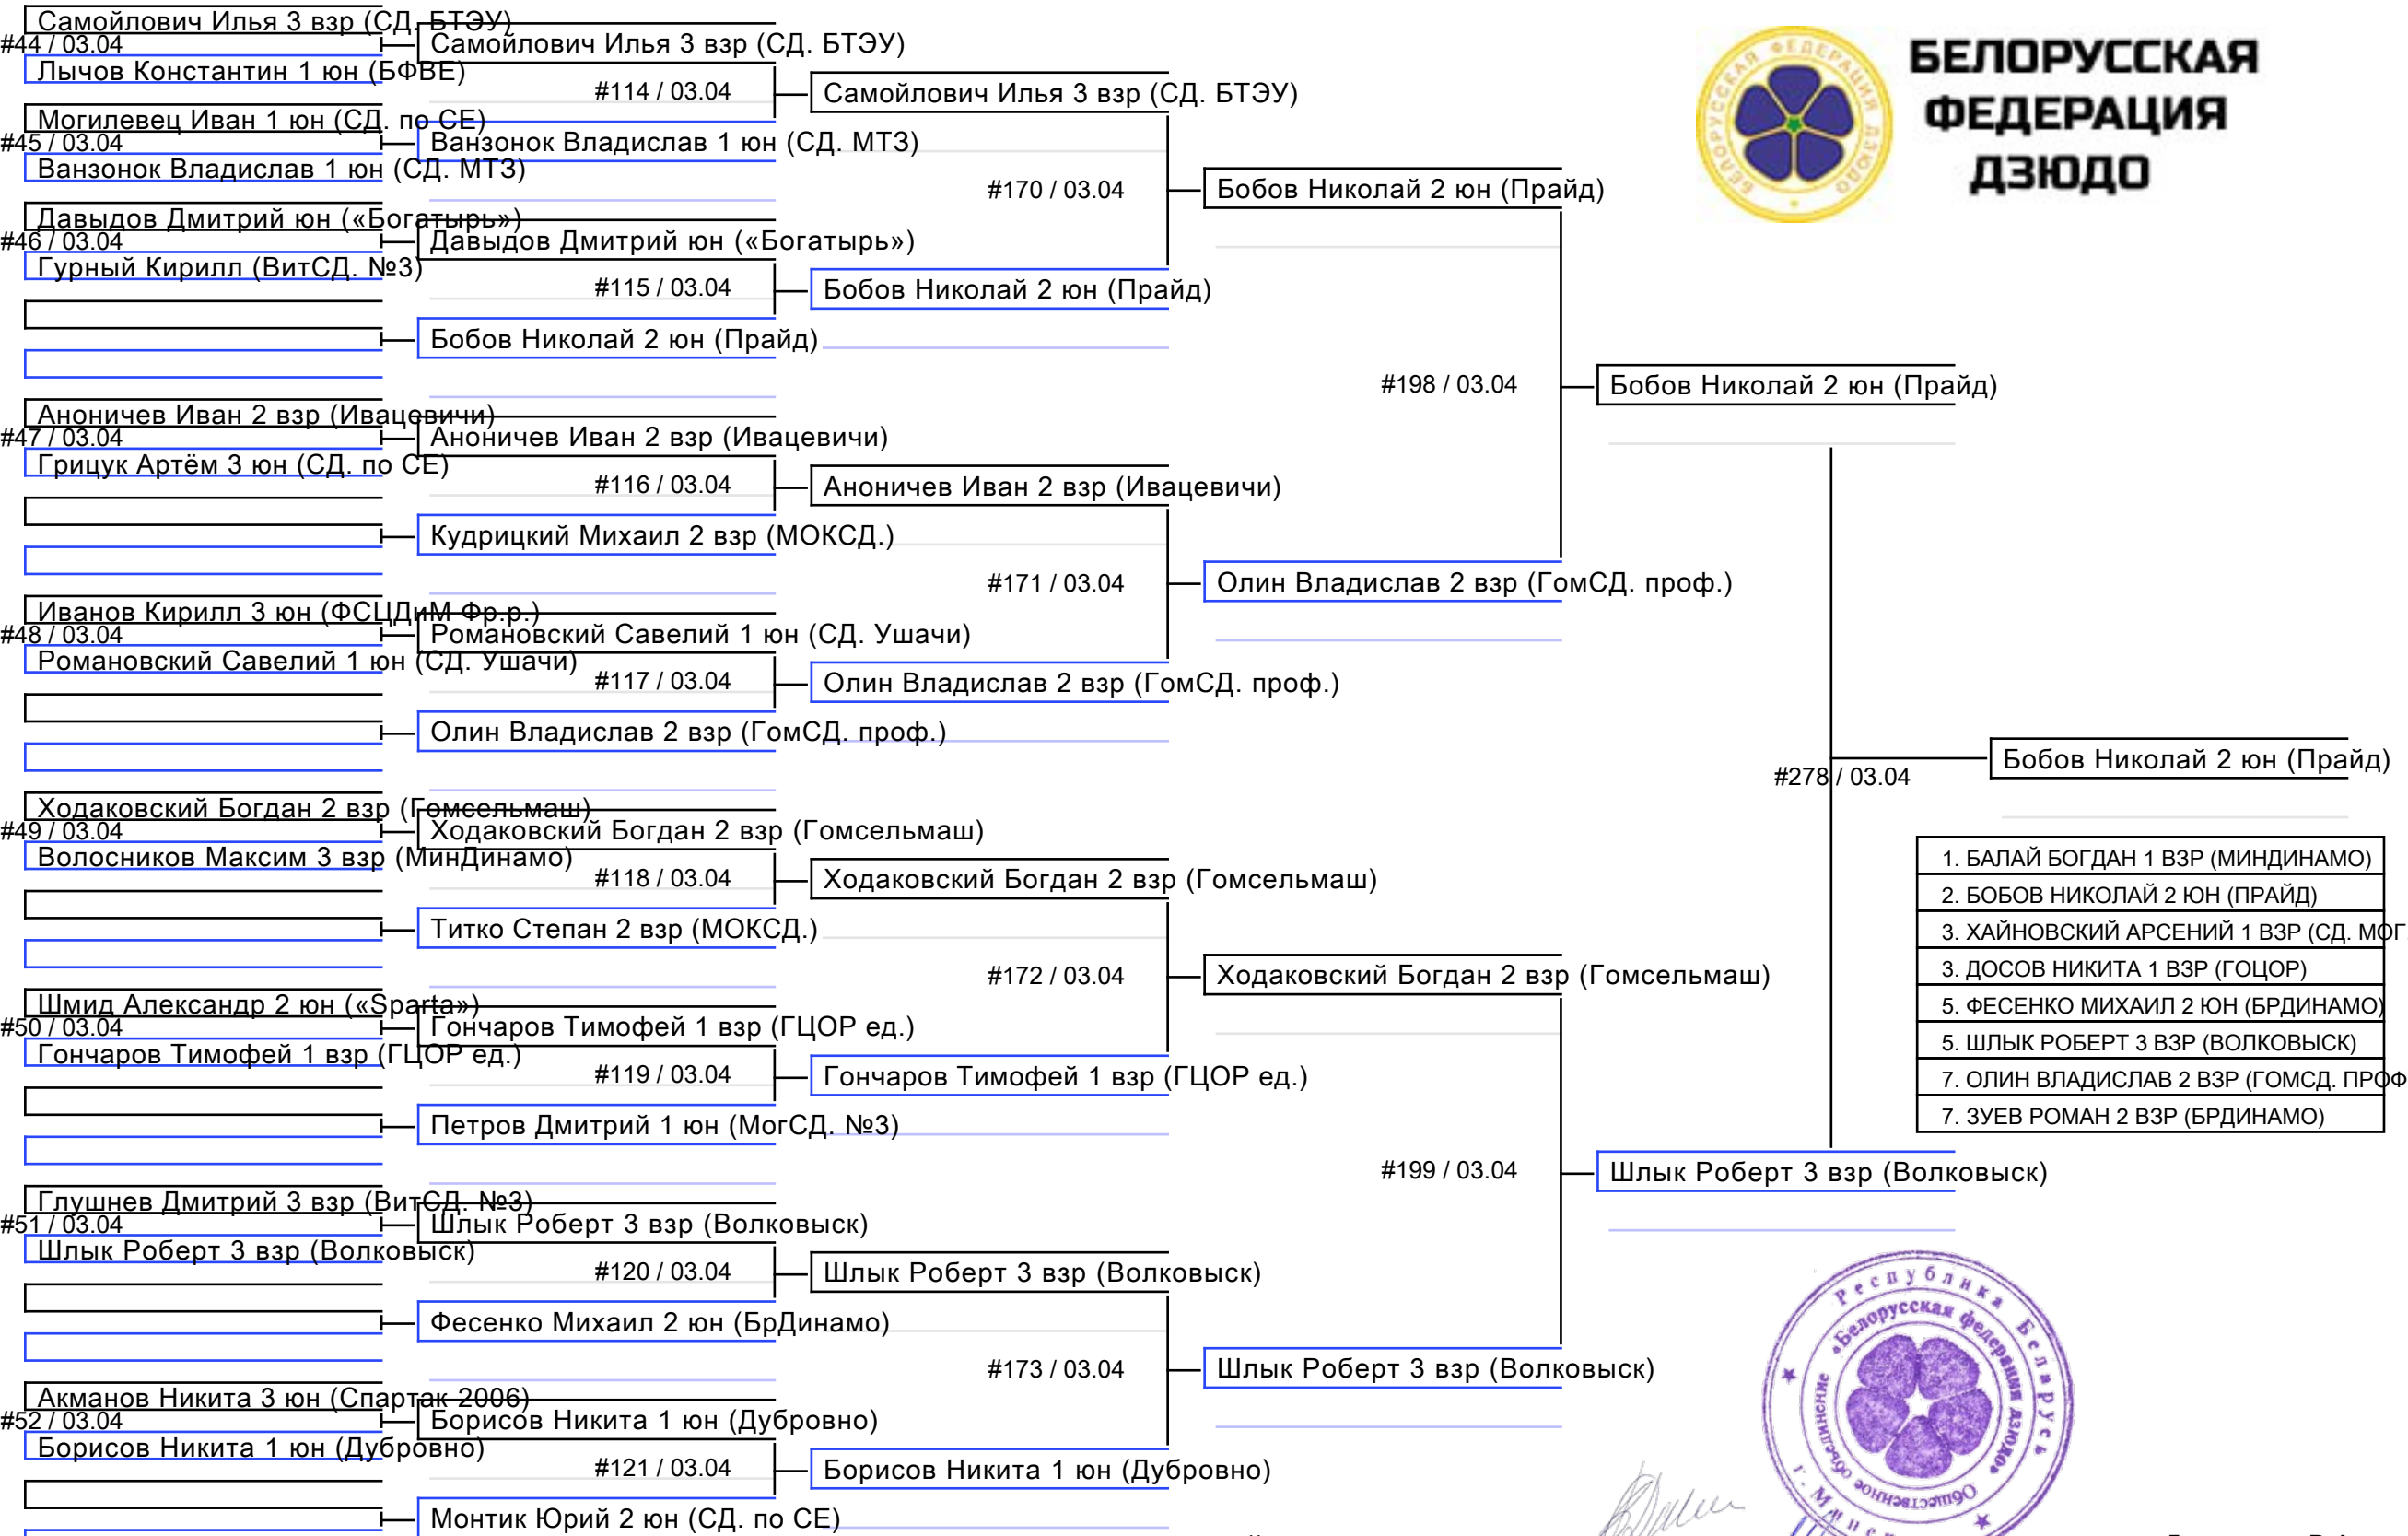 Самойлович Илья 3 взр (СД. БТЭУ)
#44 / 03.04
Лычов Константин 1 юн (БФВЕ)
Могилевец Иван 1 юн (СД. по СЕ)
#45 / 03.04
Ванзонок Владислав 1 юн (СД. МТЗ)
Давыдов Дмитрий юн («Богатырь»)
#46 / 03.04
Гурный Кирилл (ВитСД. №3)
Аноничев Иван 2 взр (Ивацевичи)
#47 / 03.04
Грицук Артём 3 юн (СД. по СЕ)
Иванов Кирилл 3 юн (ФСЦДиМ Фр.р.)
#48 / 03.04
Романовский Савелий 1 юн (СД. Ушачи)
Ходаковский Богдан 2 взр (Гомсельмаш)
#49 / 03.04
Волосников Максим 3 взр (МинДинамо)
Шмид Александр 2 юн («Sparta»)
#50 / 03.04
Гончаров Тимофей 1 взр (ГЦОР ед.)
Глушнев Дмитрий 3 взр (ВитСД. №3)
#51 / 03.04
Шлык Роберт 3 взр (Волковыск)
Акманов Никита 3 юн (Спартак 2006)
#52 / 03.04
Борисов Никита 1 юн (Дубровно)
Самойлович Илья 3 взр (СД. БТЭУ)
#114 / 03.04
Ванзонок Владислав 1 юн (СД. МТЗ)
Давыдов Дмитрий юн («Богатырь»)
#115 / 03.04
Бобов Николай 2 юн (Прайд)
Аноничев Иван 2 взр (Ивацевичи)
#116 / 03.04
Кудрицкий Михаил 2 взр (МОКСД.)
Романовский Савелий 1 юн (СД. Ушачи)
#117 / 03.04
Олин Владислав 2 взр (ГомСД. проф.)
Ходаковский Богдан 2 взр (Гомсельмаш)
#118 / 03.04
Титко Степан 2 взр (МОКСД.)
Гончаров Тимофей 1 взр (ГЦОР ед.)
#119 / 03.04
Петров Дмитрий 1 юн (МогСД. №3)
Шлык Роберт 3 взр (Волковыск)
#120 / 03.04
Фесенко Михаил 2 юн (БрДинамо)
Борисов Никита 1 юн (Дубровно)
#121 / 03.04
Монтик Юрий 2 юн (СД. по СЕ)
Самойлович Илья 3 взр (СД. БТЭУ)
#170 / 03.04
Бобов Николай 2 юн (Прайд)
Аноничев Иван 2 взр (Ивацевичи)
#171 / 03.04
Олин Владислав 2 взр (ГомСД. проф.)
Ходаковский Богдан 2 взр (Гомсельмаш)
#172 / 03.04
Гончаров Тимофей 1 взр (ГЦОР ед.)
Шлык Роберт 3 взр (Волковыск)
#173 / 03.04
Борисов Никита 1 юн (Дубровно)
Бобов Николай 2 юн (Прайд)
#198 / 03.04
Олин Владислав 2 взр (ГомСД. проф.)
Ходаковский Богдан 2 взр (Гомсельмаш)
#199 / 03.04
Шлык Роберт 3 взр (Волковыск)
Бобов Николай 2 юн (Прайд)
#278 / 03.04
Шлык Роберт 3 взр (Волковыск)
Бобов Николай 2 юн (Прайд)
БЕЛОРУССКАЯ ФЕДЕРАЦИЯ ДЗЮДО
БЕЛОРУССКАЯ
ФЕДЕРАЦИЯ
ДЗЮДО
1. БАЛАЙ БОГДАН 1 ВЗР (МИНДИНАМО)
2. БОБОВ НИКОЛАЙ 2 ЮН (ПРАЙД)
3. ХАЙНОВСКИЙ АРСЕНИЙ 1 ВЗР (СД. МОГ
3. ДОСОВ НИКИТА 1 ВЗР (ГОЦОР)
5. ФЕСЕНКО МИХАИЛ 2 ЮН (БРДИНАМО)
5. ШЛЫК РОБЕРТ 3 ВЗР (ВОЛКОВЫСК)
7. ОЛИН ВЛАДИСЛАВ 2 ВЗР (ГОМСД. ПРОФ
7. ЗУЕВ РОМАН 2 ВЗР (БРДИНАМО)
Республика Беларусь
Общественное объединение «Белорусская федерация дзюдо»